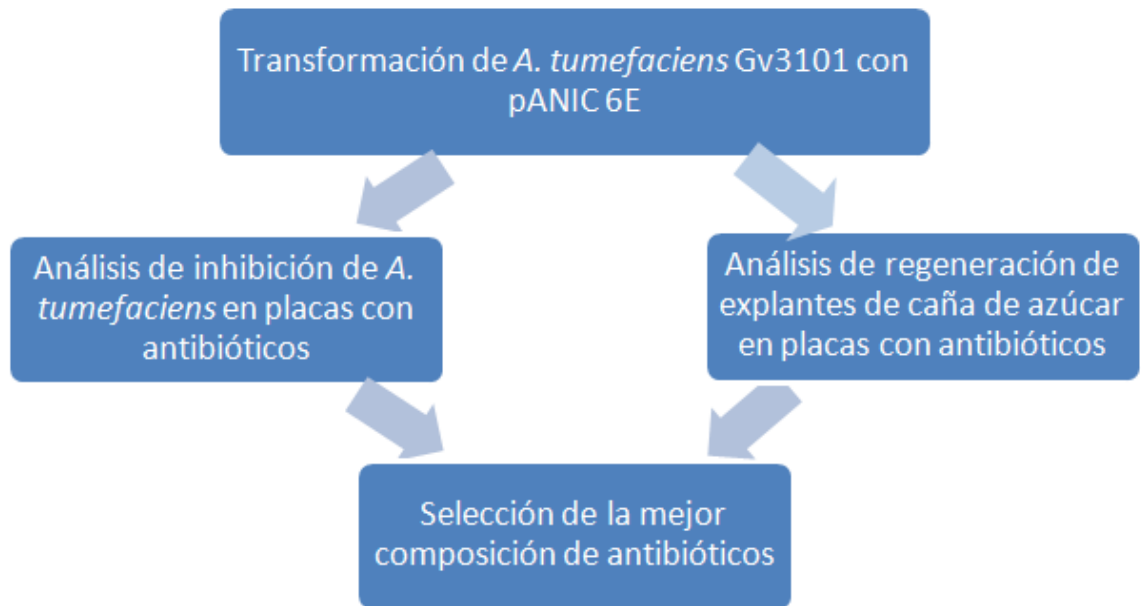 Transformación de A. tumefaciens Gv3101 con
pANIC 6E
Análisis de inhibición de A.
tumefaciens en placas con
antibióticos
Análisis de regeneración de
explantes de caña de azúcar
en placas con antibióticos
Selección de la mejor
composición de antibióticos